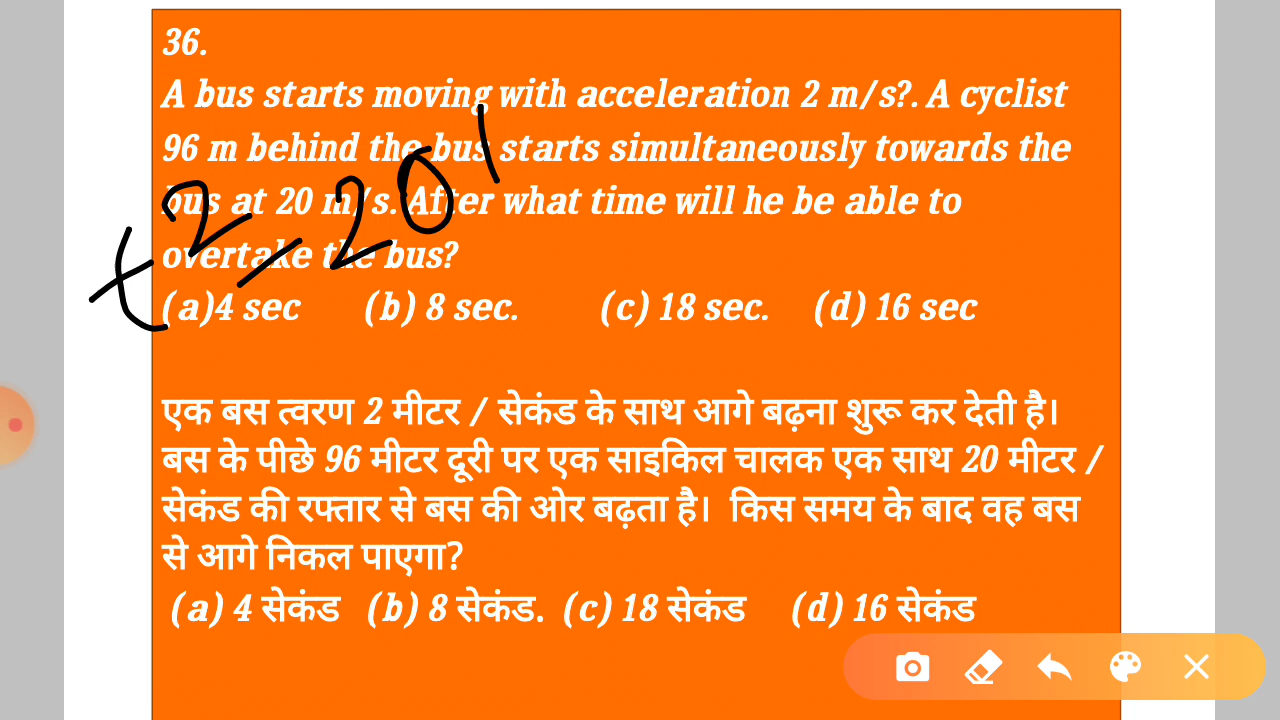 36.
A bus starts moving with acceleration 2 m/s?. A cyclist
96 m behind the bus starts simultaneously towards the
bus at 20 m/s. After what time will he be able to
overtake the bus?
t2-20
(a)4 sec (b) 8 sec. (c) 18 sec. (d) 16 sec
एक बस त्वरण 2 मीटर / सेकंड के साथ आगे बढ़ना शुरू कर देती है।
बस के पीछे 96 मीटर दूरी पर एक साइकिल चालक एक साथ 20 मीटर /
सेकंड की रफ्तार से बस की ओर बढ़ता है। किस समय के बाद वह बस
से आगे निकल पाएगा?
(a) 4 सेकंड (b) 8 सेकंड. (c) 18 सेकंड (d) 16 सेकंड